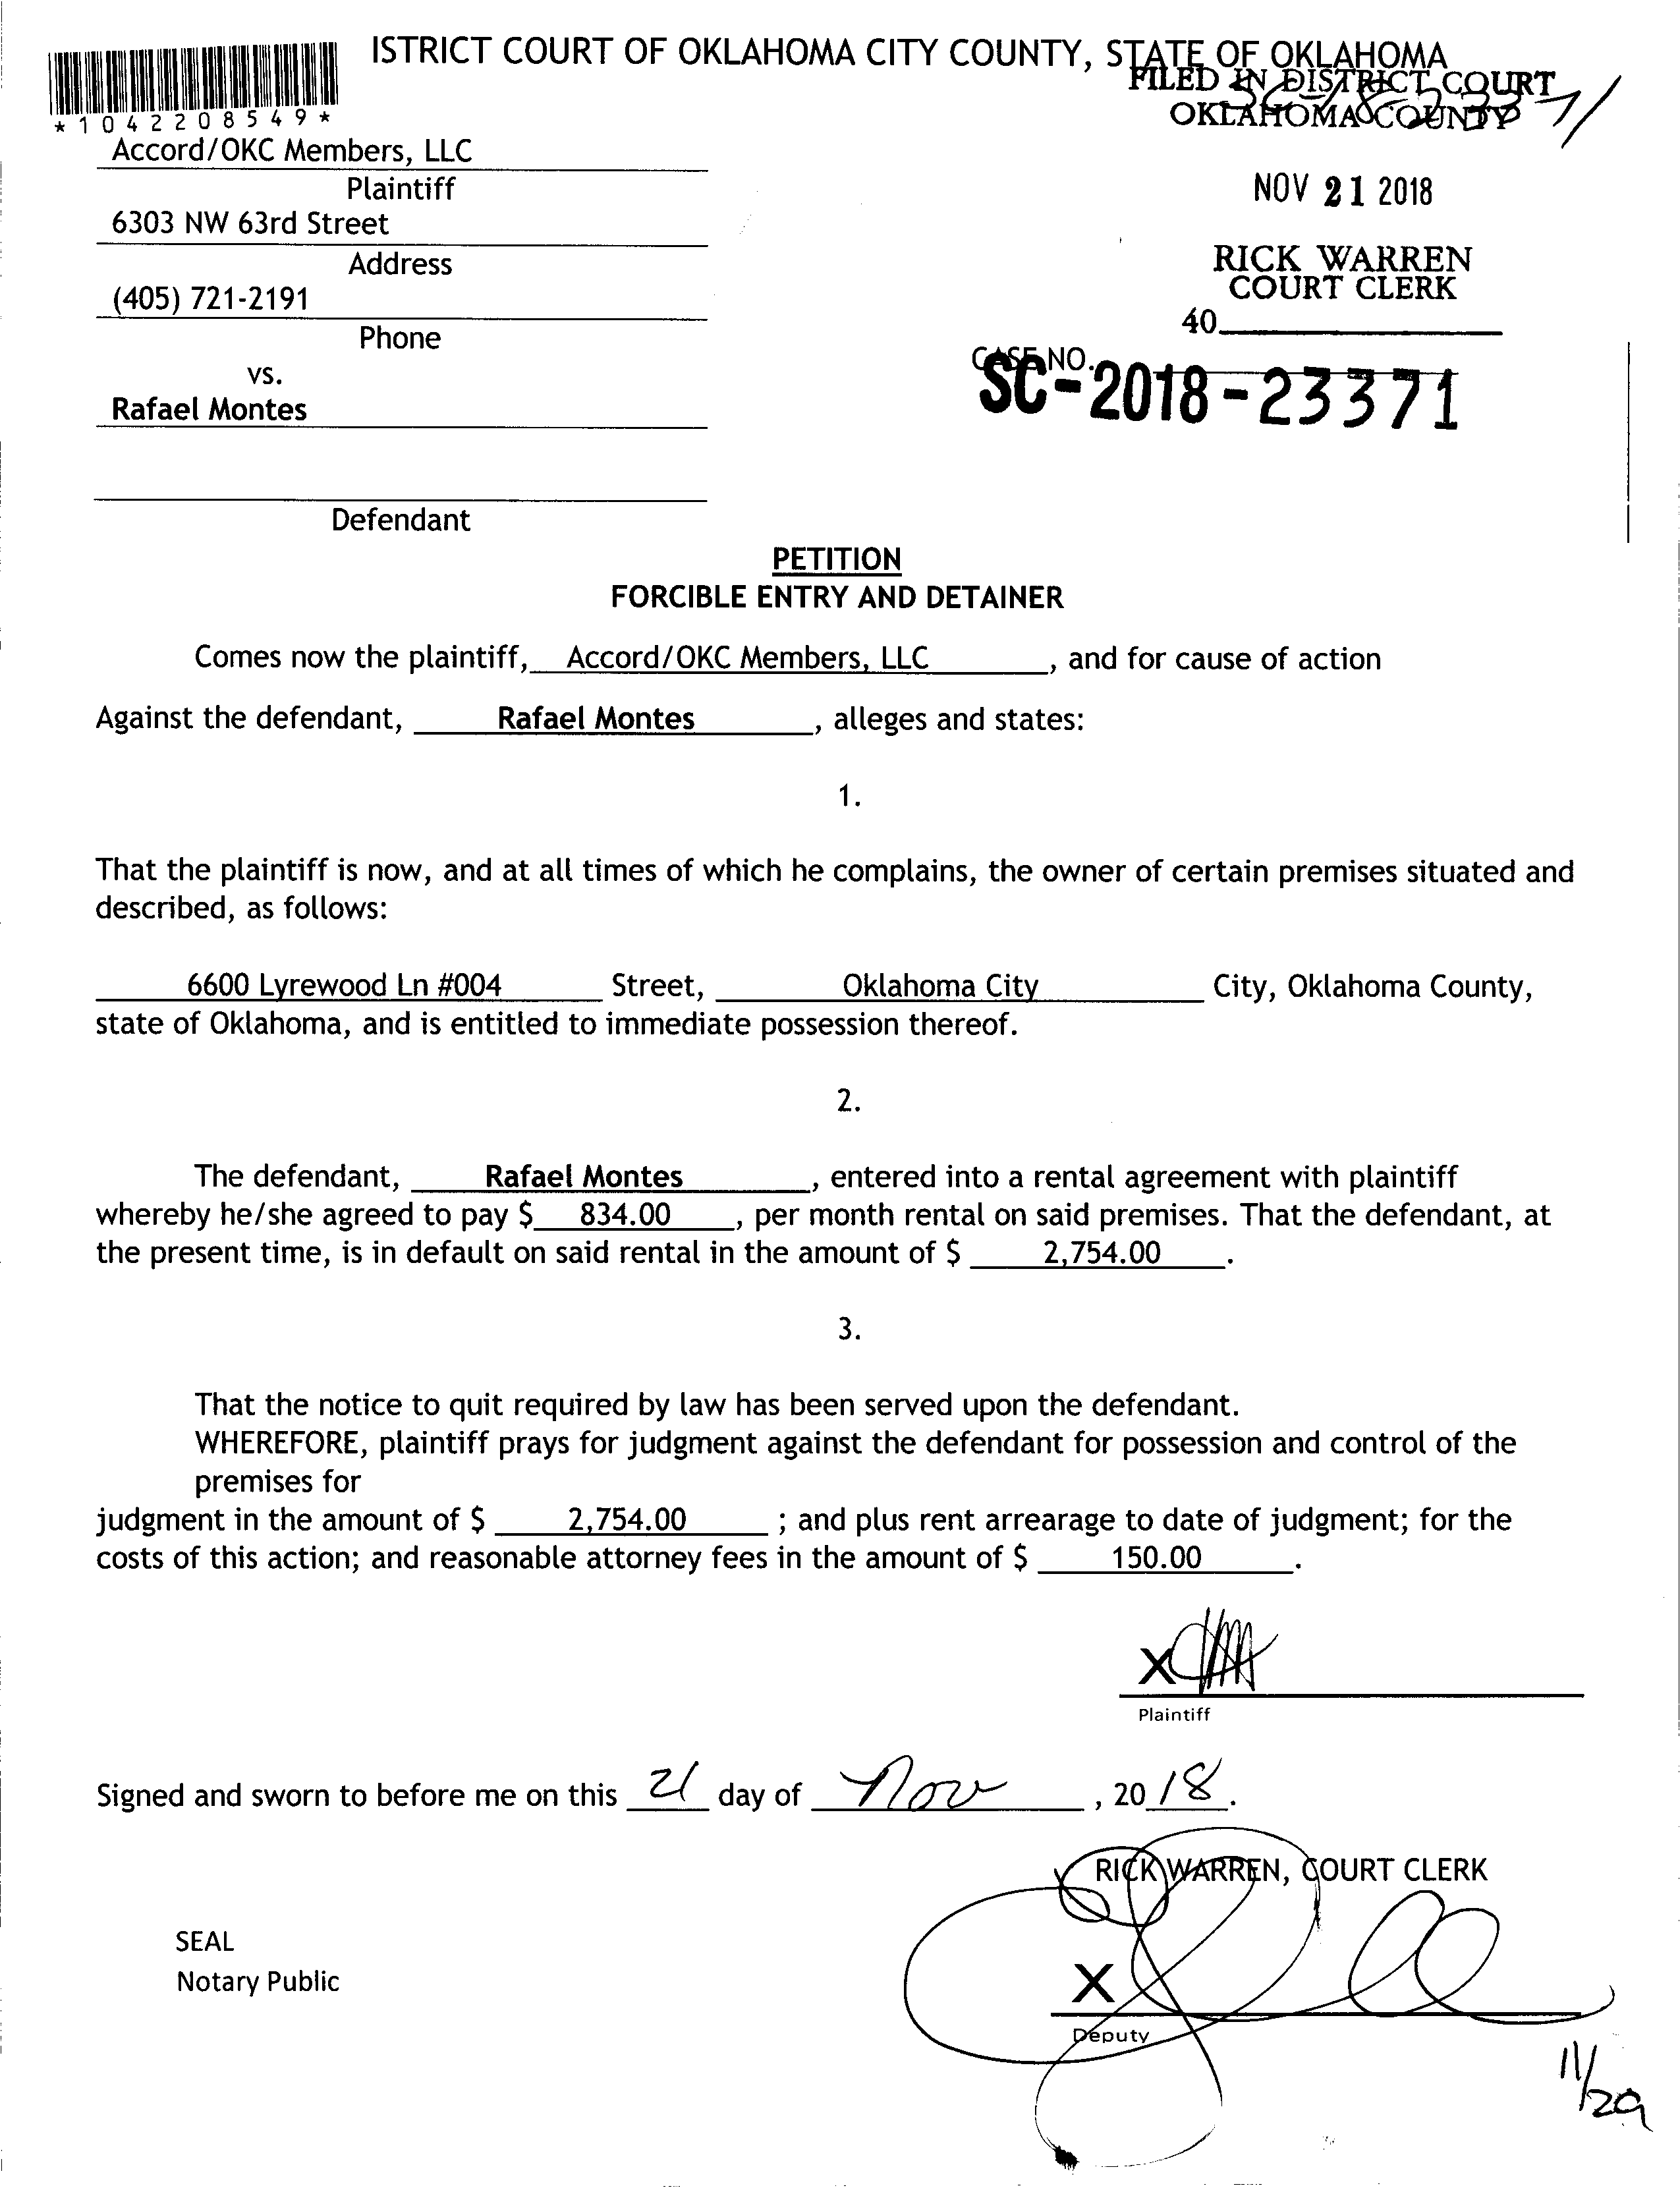 ISTRICT COURT OF OKLAHOMA CITY COUNTY, STATE OF OKLAHOMA
FILED IN DISTRICT COURT
OKLAHOMA COUNTY
*1042208549*
Accord/OKC Members, LLC
Plaintiff
NOV 21 2018
6303 NW 63rd Street
Address
RICK WARREN
COURT CLERK
(405) 721-2191
40
Phone
CASE NO.
SC-2018-23371
vs.
Rafael Montes
Defendant
PETITION
FORCIBLE ENTRY AND DETAINER
Comes now the plaintiff, Accord/OKC Members, LLC , and for cause of action
Against the defendant, Rafael Montes , alleges and states:
1.
That the plaintiff is now, and at all times of which he complains, the owner of certain premises situated and
described, as follows:
6600 Lyrewood Ln #004 Street, Oklahoma City City, Oklahoma County,
state of Oklahoma, and is entitled to immediate possession thereof.
2.
The defendant, Rafael Montes , entered into a rental agreement with plaintiff
whereby he/she agreed to pay $ 834.00 , per month rental on said premises. That the defendant, at
the present time, is in default on said rental in the amount of $ 2,754.00 .
3.
That the notice to quit required by law has been served upon the defendant.
WHEREFORE, plaintiff prays for judgment against the defendant for possession and control of the
premises for
judgment in the amount of $ 2,754.00 ; and plus rent arrearage to date of judgment; for the
costs of this action; and reasonable attorney fees in the amount of $ 150.00 .
X
Plaintiff
Signed and sworn to before me on this 21 day of Nov , 20 18 .
RICK WARREN, COURT CLERK
SEAL
Notary Public
X
Deputy
11/29